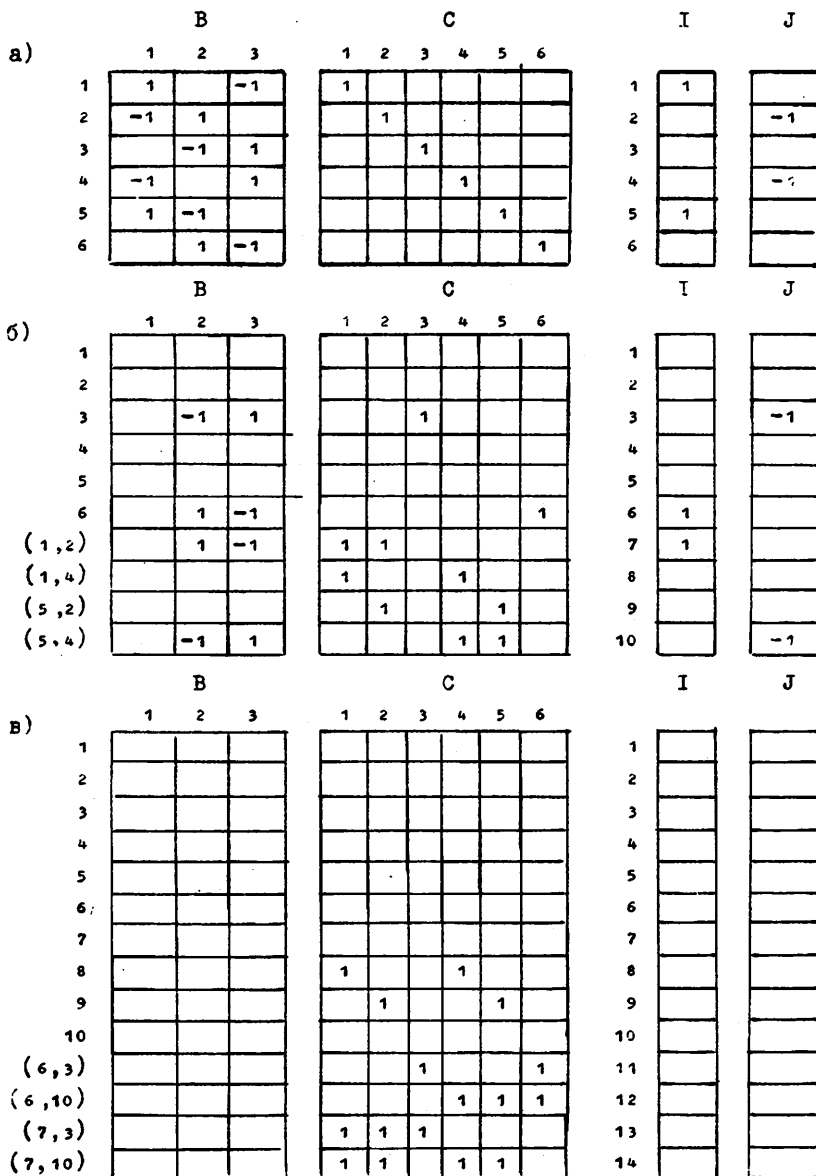 B C I J
а) 1 2 3 1 2 3 4 5 6
1 1 -1 1 1 1
2 -1 1 1 2 -1
3 -1 1 1 3
4 -1 1 1 4 -1
5 1 -1 1 5 1
6 1 -1 1 6
B C I J
б) 1 2 3 1 2 3 4 5 6
1 1
2 2
3 -1 1 1 3 -1
4 4
5 5
6 1 -1 1 6 1
(1,2) 1 -1 1 1 7 1
(1,4) 1 1 8
(5,2) 1 1 9
(5,4) -1 1 1 1 10 -1
B C I J
в) 1 2 3 1 2 3 4 5 6
1 1
2 2
3 3
4 4
5 5
6 6
7 7
8 1 1 8
9 1 1 9
10 10
(6,3) 1 1 11
(6,10) 1 1 1 12
(7,3) 1 1 1 13
(7,10) 1 1 1 1 14